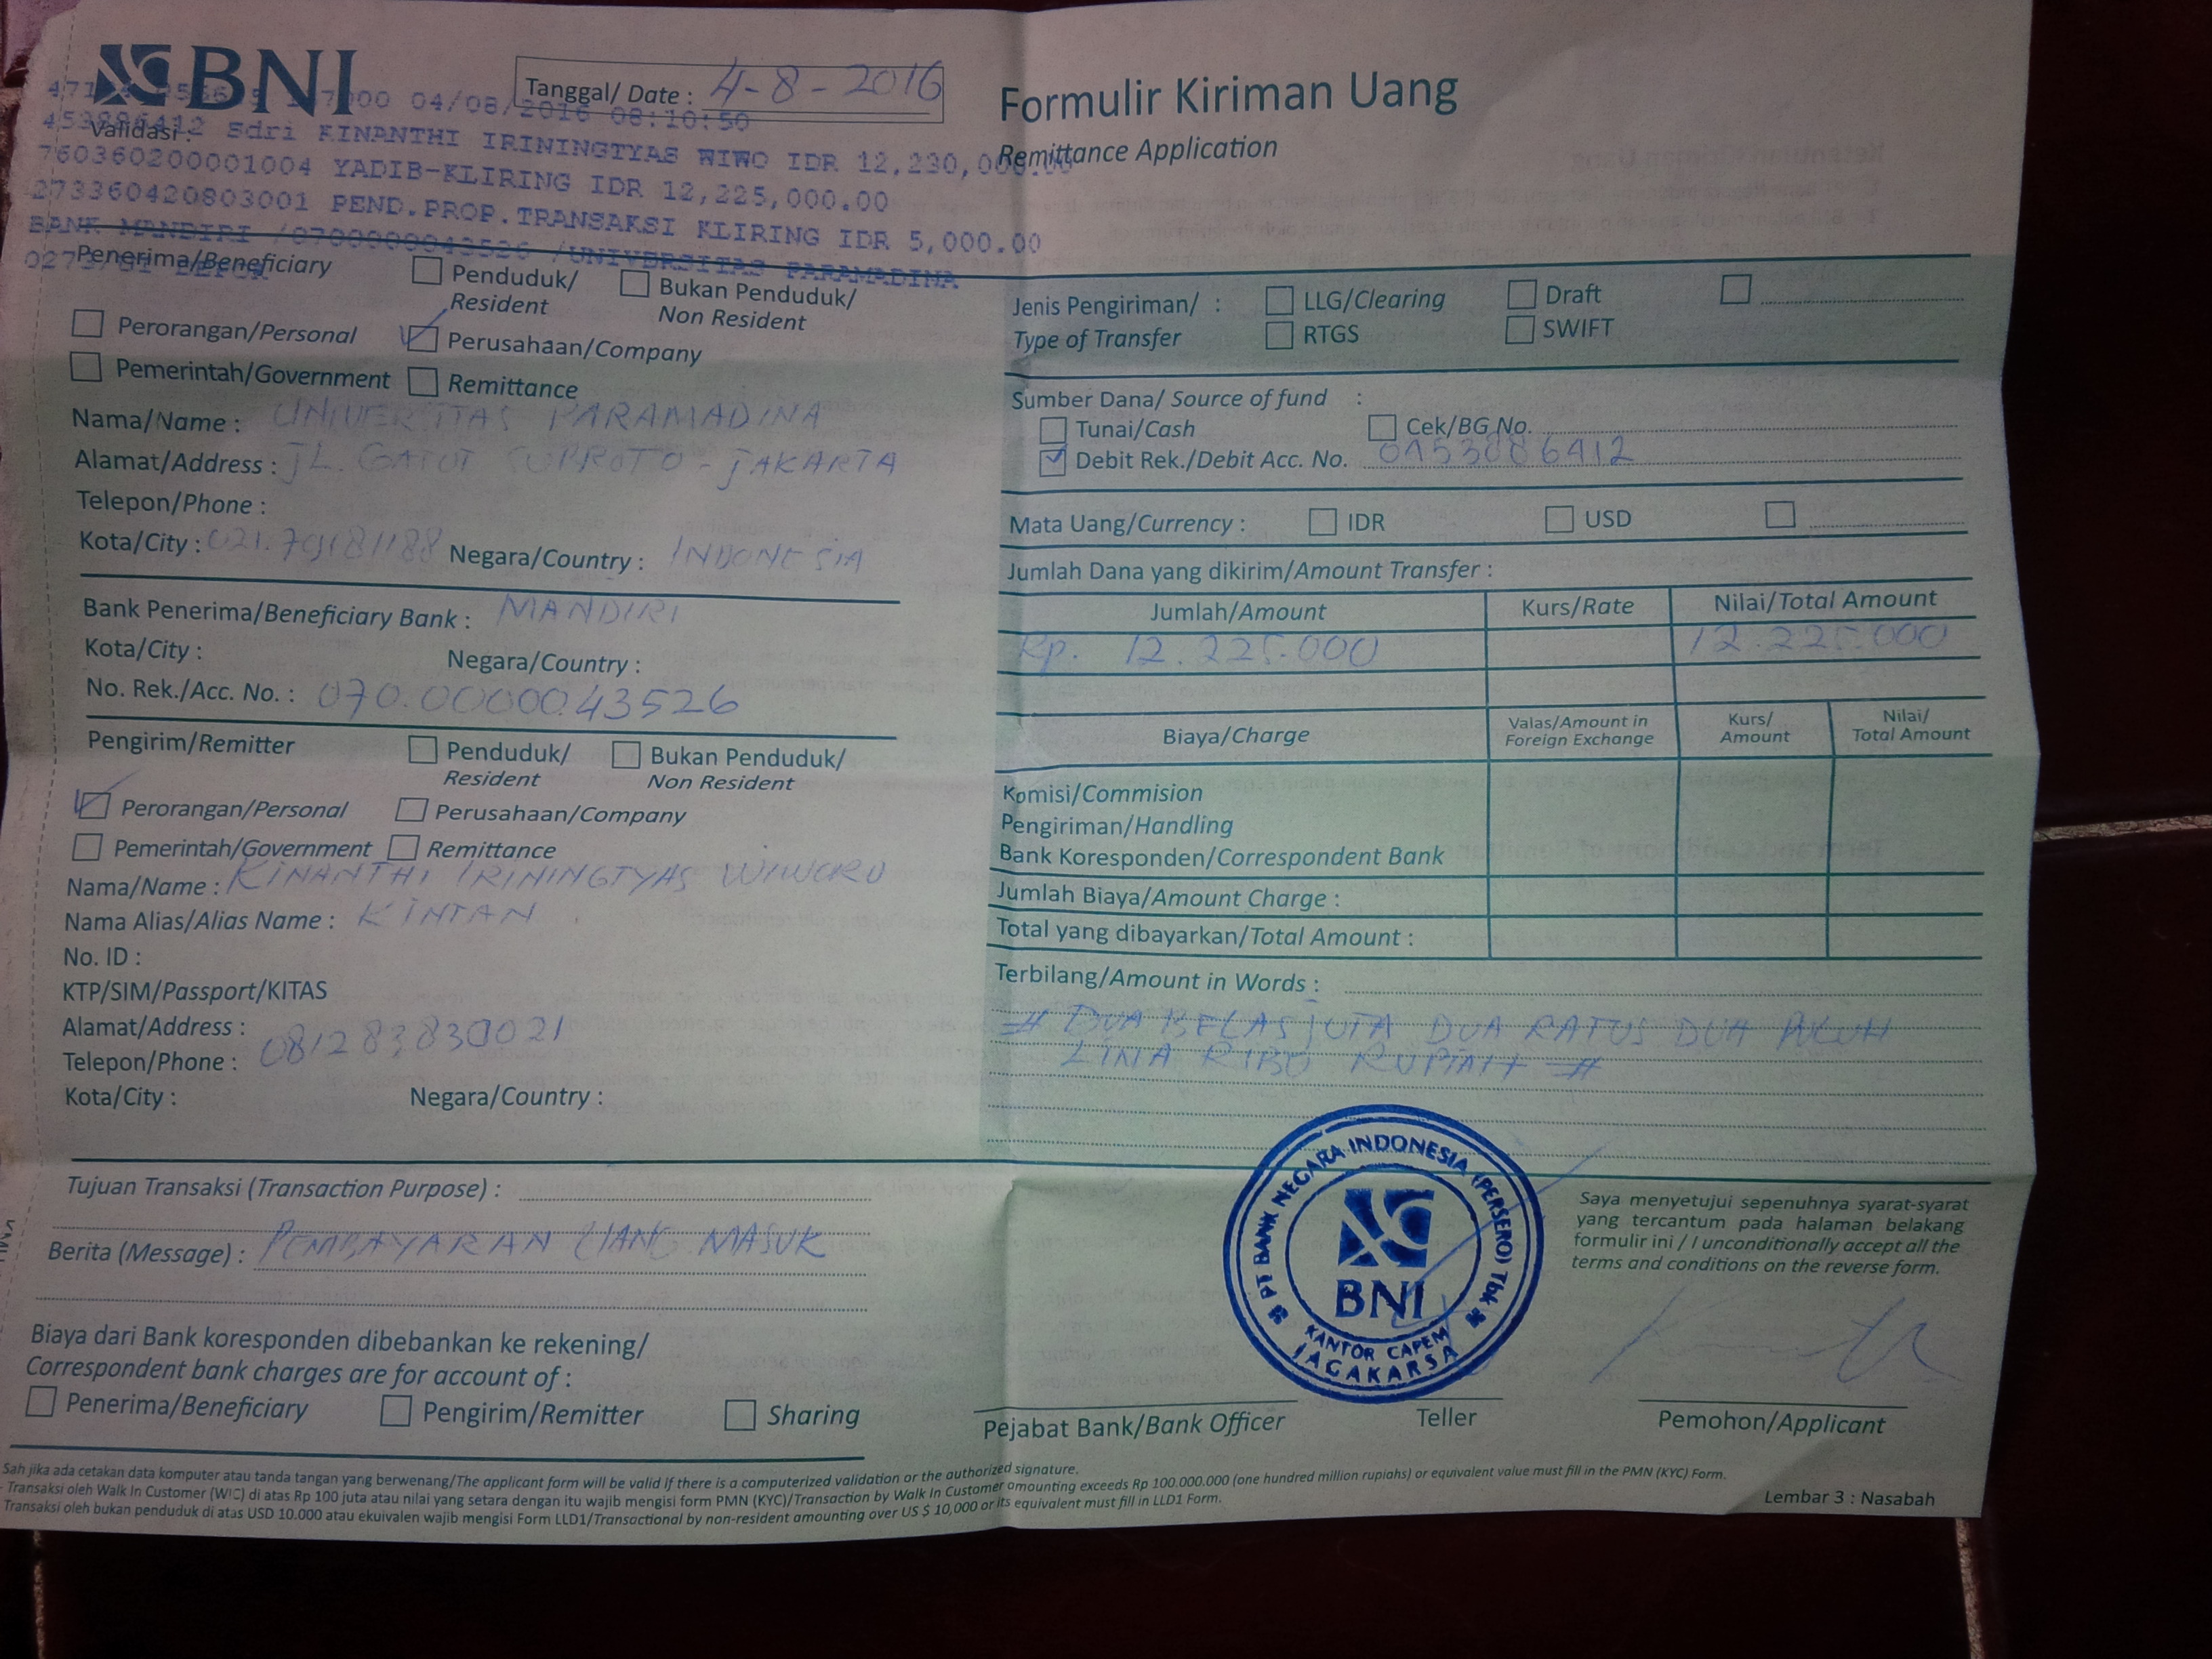 BNI
Tanggal/ Date : 4-8-2016
Formulir Kiriman Uang
Remittance Application
Validasi :
04/08/2016 08:10:50
Sdri KINANTHI IRININGTYAS WIWO IDR 12,230,000.00
760360200001004 YADIB-KLIRING IDR 12,225,000.00
273360420803001 PEND.PROP.TRANSAKSI KLIRING IDR 5,000.00
BANK MANDIRI /0700000043526 /UNIVERSITAS PARAMADINA
Penerima/Beneficiary
Penduduk/ Resident
Bukan Penduduk/ Non Resident
Perorangan/Personal
Perusahaan/Company
Pemerintah/Government
Remittance
Nama/Name : UNIVERSITAS PARAMADINA
Alamat/Address : JL. GATOT SUBROTO - JAKARTA
Telepon/Phone :
Kota/City : 021.79181188 Negara/Country : INDONESIA
Bank Penerima/Beneficiary Bank : MANDIRI
Kota/City : Negara/Country :
No. Rek./Acc. No. : 070.00000.43526
Pengirim/Remitter
Penduduk/ Resident
Bukan Penduduk/ Non Resident
Perorangan/Personal
Perusahaan/Company
Pemerintah/Government
Remittance
Nama/Name : KINANTHI IRININGTYAS WIWORO
Nama Alias/Alias Name : KINTAN
No. ID :
KTP/SIM/Passport/KITAS
Alamat/Address :
Telepon/Phone : 081283830021
Kota/City : Negara/Country :
Tujuan Transaksi (Transaction Purpose) :
Berita (Message) : PEMBAYARAN UANG MASUK
Biaya dari Bank koresponden dibebankan ke rekening/
Correspondent bank charges are for account of :
Penerima/Beneficiary Pengirim/Remitter Sharing
Jenis Pengiriman/ : LLG/Clearing Draft
Type of Transfer RTGS SWIFT
Sumber Dana/ Source of fund :
Tunai/Cash Cek/BG No.
Debit Rek./Debit Acc. No. 0453886412
Mata Uang/Currency : IDR USD
Jumlah Dana yang dikirim/Amount Transfer :
Jumlah/Amount Kurs/Rate Nilai/Total Amount
Rp. 12.225.000 12.225.000
Biaya/Charge Valas/Amount in Foreign Exchange Kurs/ Amount Nilai/ Total Amount
Komisi/Commision
Pengiriman/Handling
Bank Koresponden/Correspondent Bank
Jumlah Biaya/Amount Charge :
Total yang dibayarkan/Total Amount :
Terbilang/Amount in Words :
# DUA BELAS JUTA DUA RATUS DUA PULUH
LIMA RIBU RUPIAH #
PT BANK NEGARA INDONESIA (PERSERO) Tbk
BNI
KANTOR CAPEM
JAGAKARSA
Saya menyetujui sepenuhnya syarat-syarat
yang tercantum pada halaman belakang
formulir ini / I unconditionally accept all the
terms and conditions on the reverse form.
Pejabat Bank/Bank Officer Teller Pemohon/Applicant
Sah jika ada cetakan data komputer atau tanda tangan yang berwenang/The applicant form will be valid if there is a computerized validation or the authorized signature.
- Transaksi oleh Walk In Customer (WIC) di atas Rp 100 juta atau nilai yang setara dengan itu wajib mengisi form PMN (KYC)/Transaction by Walk In Customer amounting exceeds Rp 100.000.000 (one hundred million rupiahs) or equivalent value must fill in the PMN (KYC) Form.
Transaksi oleh bukan penduduk di atas USD 10.000 atau ekuivalen wajib mengisi Form LLD1/Transactional by non-resident amounting over US $ 10,000 or its equivalent must fill in LLD1 Form.
Lembar 3 : Nasabah